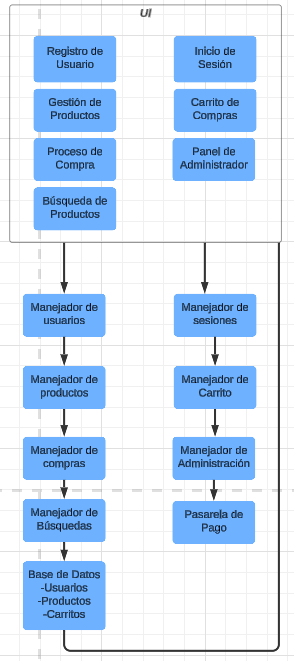 UI
Registro de
Usuario
Inicio de
Sesión
Gestión de
Productos
Carrito de
Compras
Proceso de
Compra
Panel de
Administrador
Búsqueda de
Productos
Manejador de
usuarios
Manejador de
sesiones
Manejador de
productos
Manejador de
Carrito
Manejador de
compras
Manejador de
Administración
Manejador de
Búsquedas
Pasarela de
Pago
Base de Datos
-Usuarios
-Productos
-Carritos